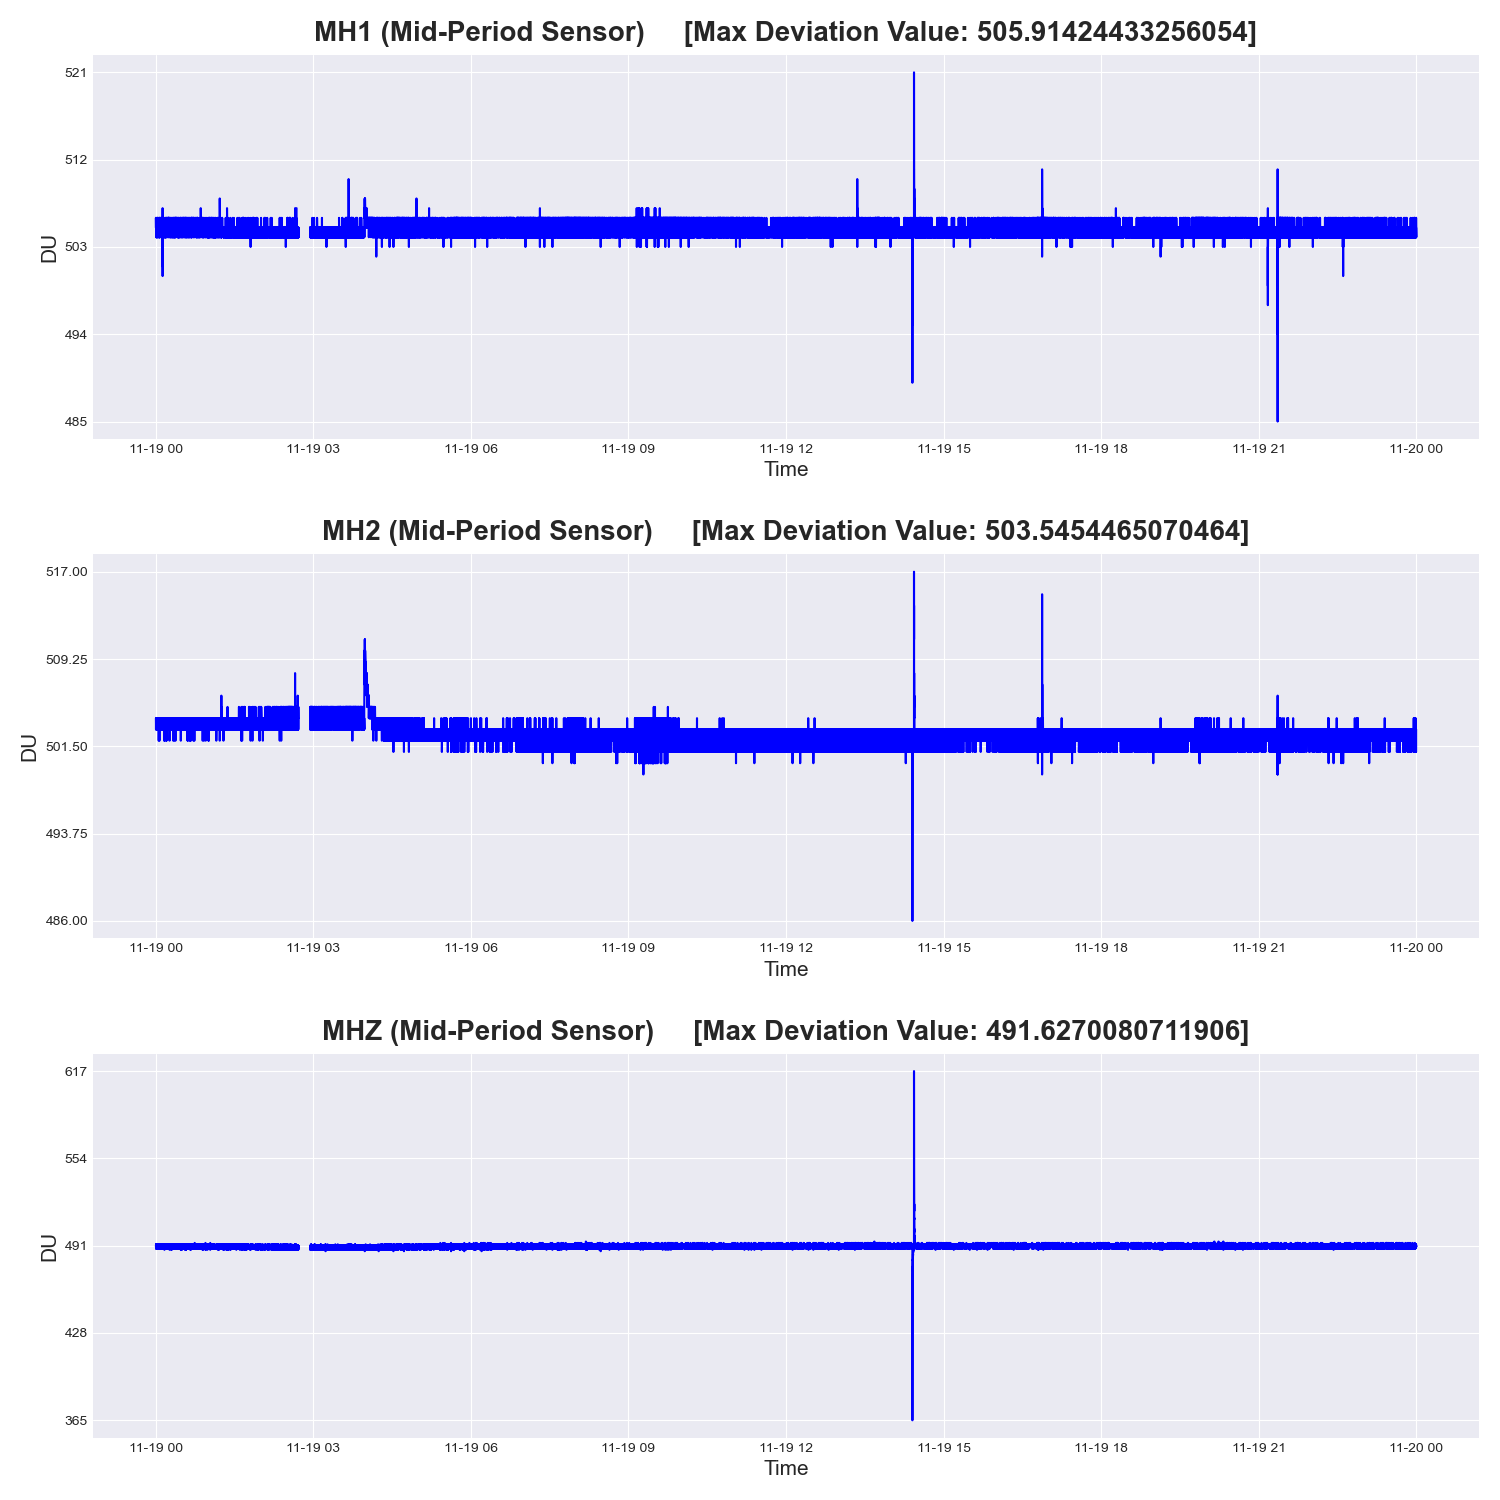 MH1 (Mid-Period Sensor) [Max Deviation Value: 505.91424433256054]
521
512
503
494
485
DU
11-19 00 11-19 03 11-19 06 11-19 09 11-19 12 11-19 15 11-19 18 11-19 21 11-20 00
Time
MH2 (Mid-Period Sensor) [Max Deviation Value: 503.5454465070464]
517.00
509.25
501.50
493.75
486.00
DU
11-19 00 11-19 03 11-19 06 11-19 09 11-19 12 11-19 15 11-19 18 11-19 21 11-20 00
Time
MHZ (Mid-Period Sensor) [Max Deviation Value: 491.6270080711906]
617
554
491
428
365
DU
11-19 00 11-19 03 11-19 06 11-19 09 11-19 12 11-19 15 11-19 18 11-19 21 11-20 00
Time